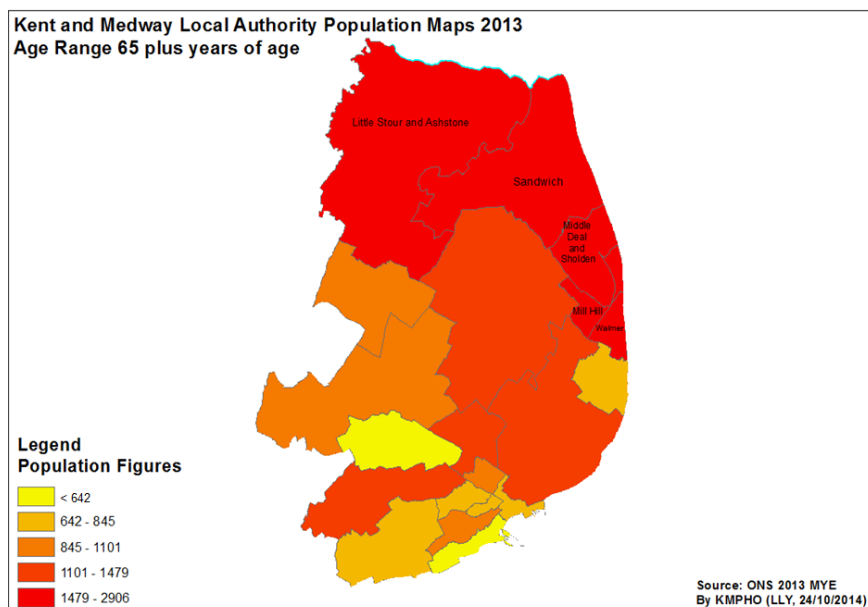 Kent and Medway Local Authority Population Maps 2013
Age Range 65 plus years of age
Little Stour and Ashstone
Sandwich
Middle
Deal
and
Sholden
Mill Hill
Walmer
Legend
Population Figures
< 642
642 - 845
845 - 1101
1101 - 1479
1479 - 2906
Source: ONS 2013 MYE
By KMPHO (LLY, 24/10/2014)